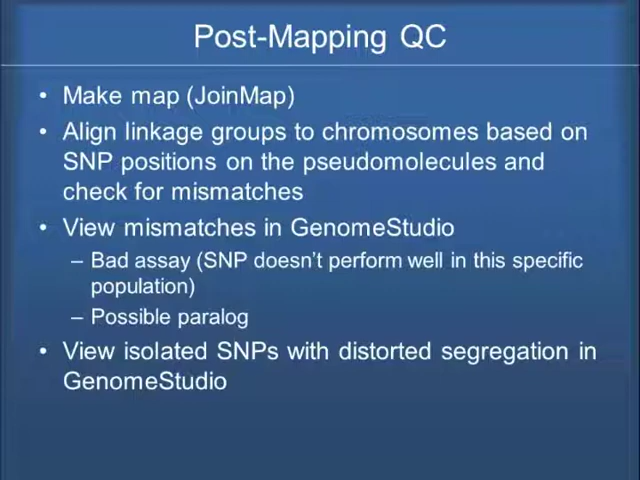 Post-Mapping QC
• Make map (JoinMap)
• Align linkage groups to chromosomes based on
SNP positions on the pseudomolecules and
check for mismatches
• View mismatches in GenomeStudio
– Bad assay (SNP doesn't perform well in this specific
population)
– Possible paralog
• View isolated SNPs with distorted segregation in
GenomeStudio